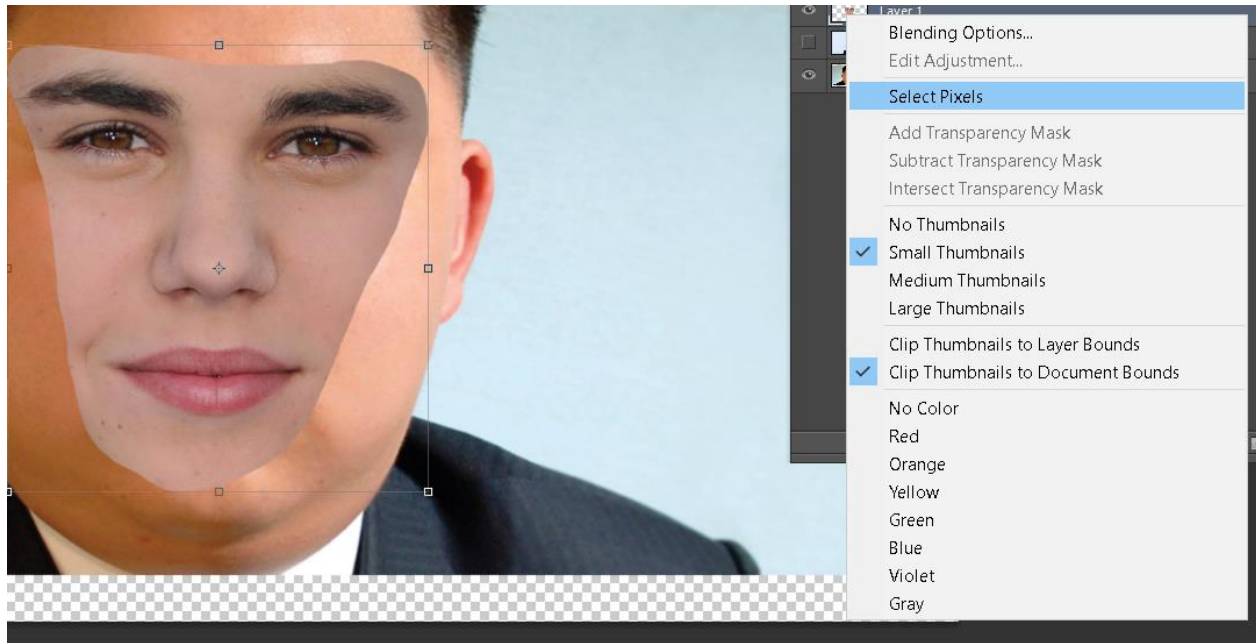 Layer 1
Blending Options...
Edit Adjustment...
Select Pixels
Add Transparency Mask
Subtract Transparency Mask
Intersect Transparency Mask
No Thumbnails
Small Thumbnails
Medium Thumbnails
Large Thumbnails
Clip Thumbnails to Layer Bounds
Clip Thumbnails to Document Bounds
No Color
Red
Orange
Yellow
Green
Blue
Violet
Gray